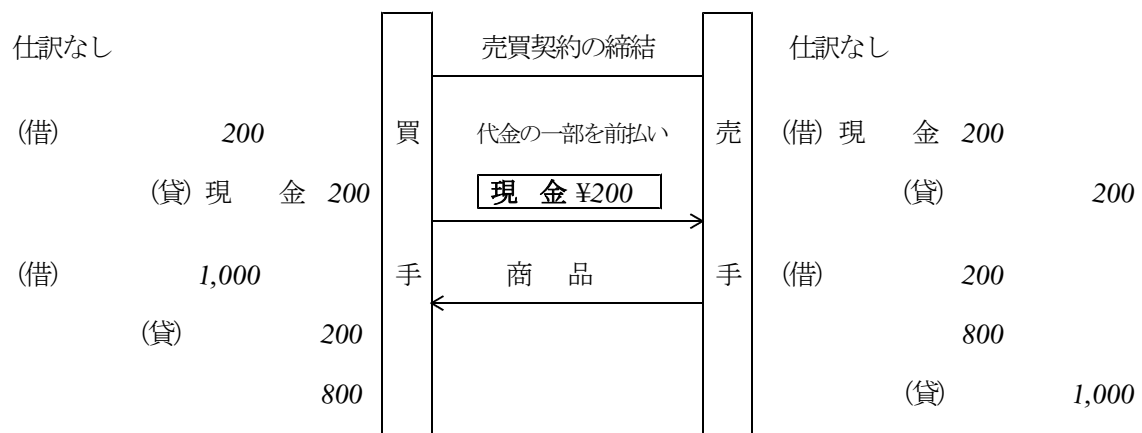 仕訳なし 売買契約の締結 仕訳なし
(借) 200 買 代金の一部を前払い 売 (借) 現 金 200
(貸) 現 金 200 現 金 ¥200 (貸) 200
(借) 1,000 手 商 品 手 (借) 200
(貸) 200 800
800 (貸) 1,000